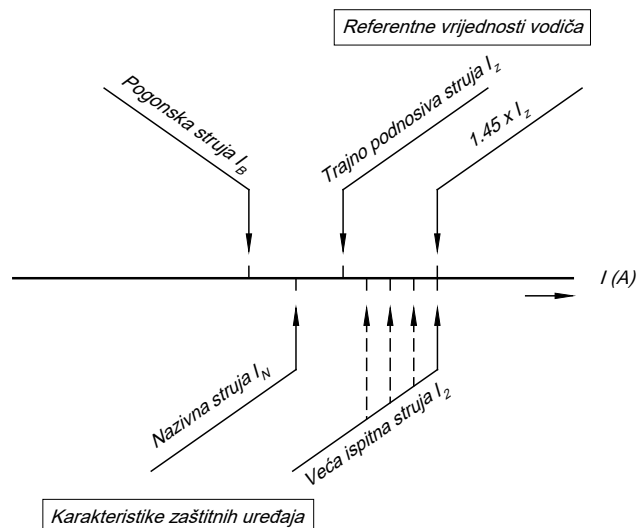 Referentne vrijednosti vodiča
Pogonska struja I_B
Trajno podnosiva struja I_z
1.45 x I_z
I (A)
Nazivna struja I_N
Veća ispitna struja I_2
Karakteristike zaštitnih uređaja